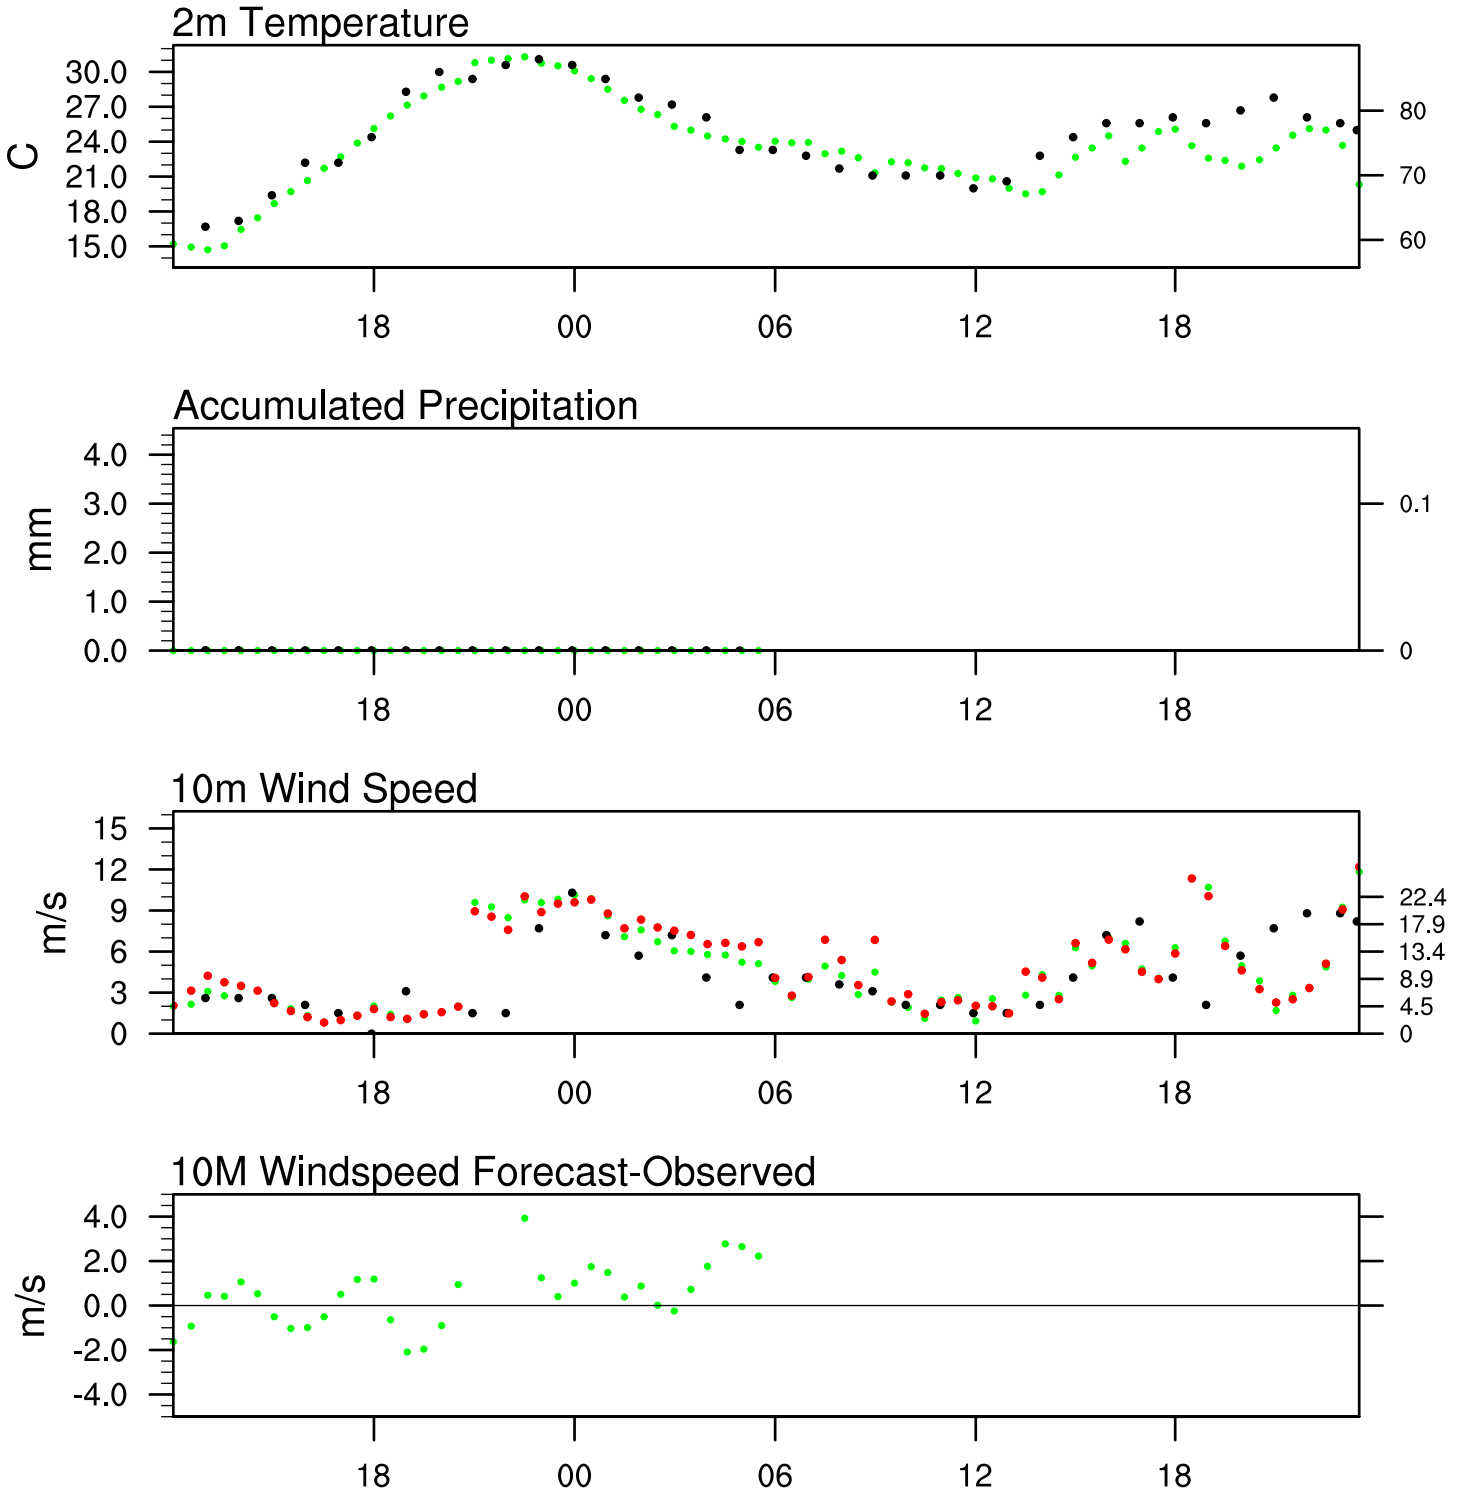 2m Temperature
30.0
27.0
24.0
21.0
18.0
15.0
C
80
70
60
18 00 06 12 18
Accumulated Precipitation
4.0
3.0
2.0
1.0
0.0
mm
0.1
0
18 00 06 12 18
10m Wind Speed
15
12
9
6
3
0
m/s
22.4
17.9
13.4
8.9
4.5
0
18 00 06 12 18
10M Windspeed Forecast-Observed
4.0
2.0
0.0
-2.0
-4.0
m/s
18 00 06 12 18